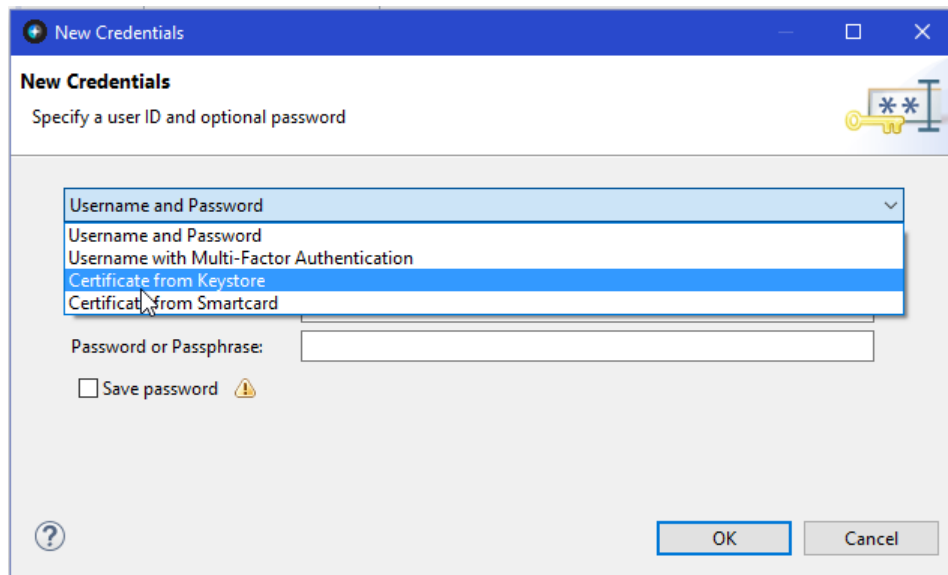 New Credentials
New Credentials
Specify a user ID and optional password
**
Username and Password
Username and Password
Username with Multi-Factor Authentication
Certificate from Keystore
Certificate from Smartcard
Password or Passphrase:
Save password
?
OK Cancel